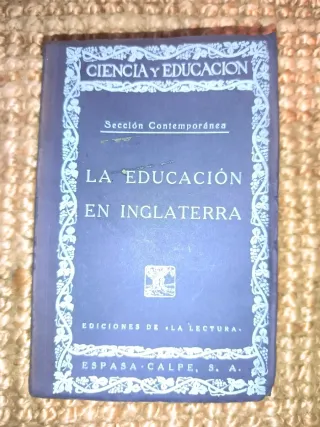 CIENCIA Y EDUCACION
Sección Contemporánea
LA EDUCACIÓN
EN INGLATERRA
EDICIONES DE «LA LECTURA»
ESPASA-CALPE, S. A.